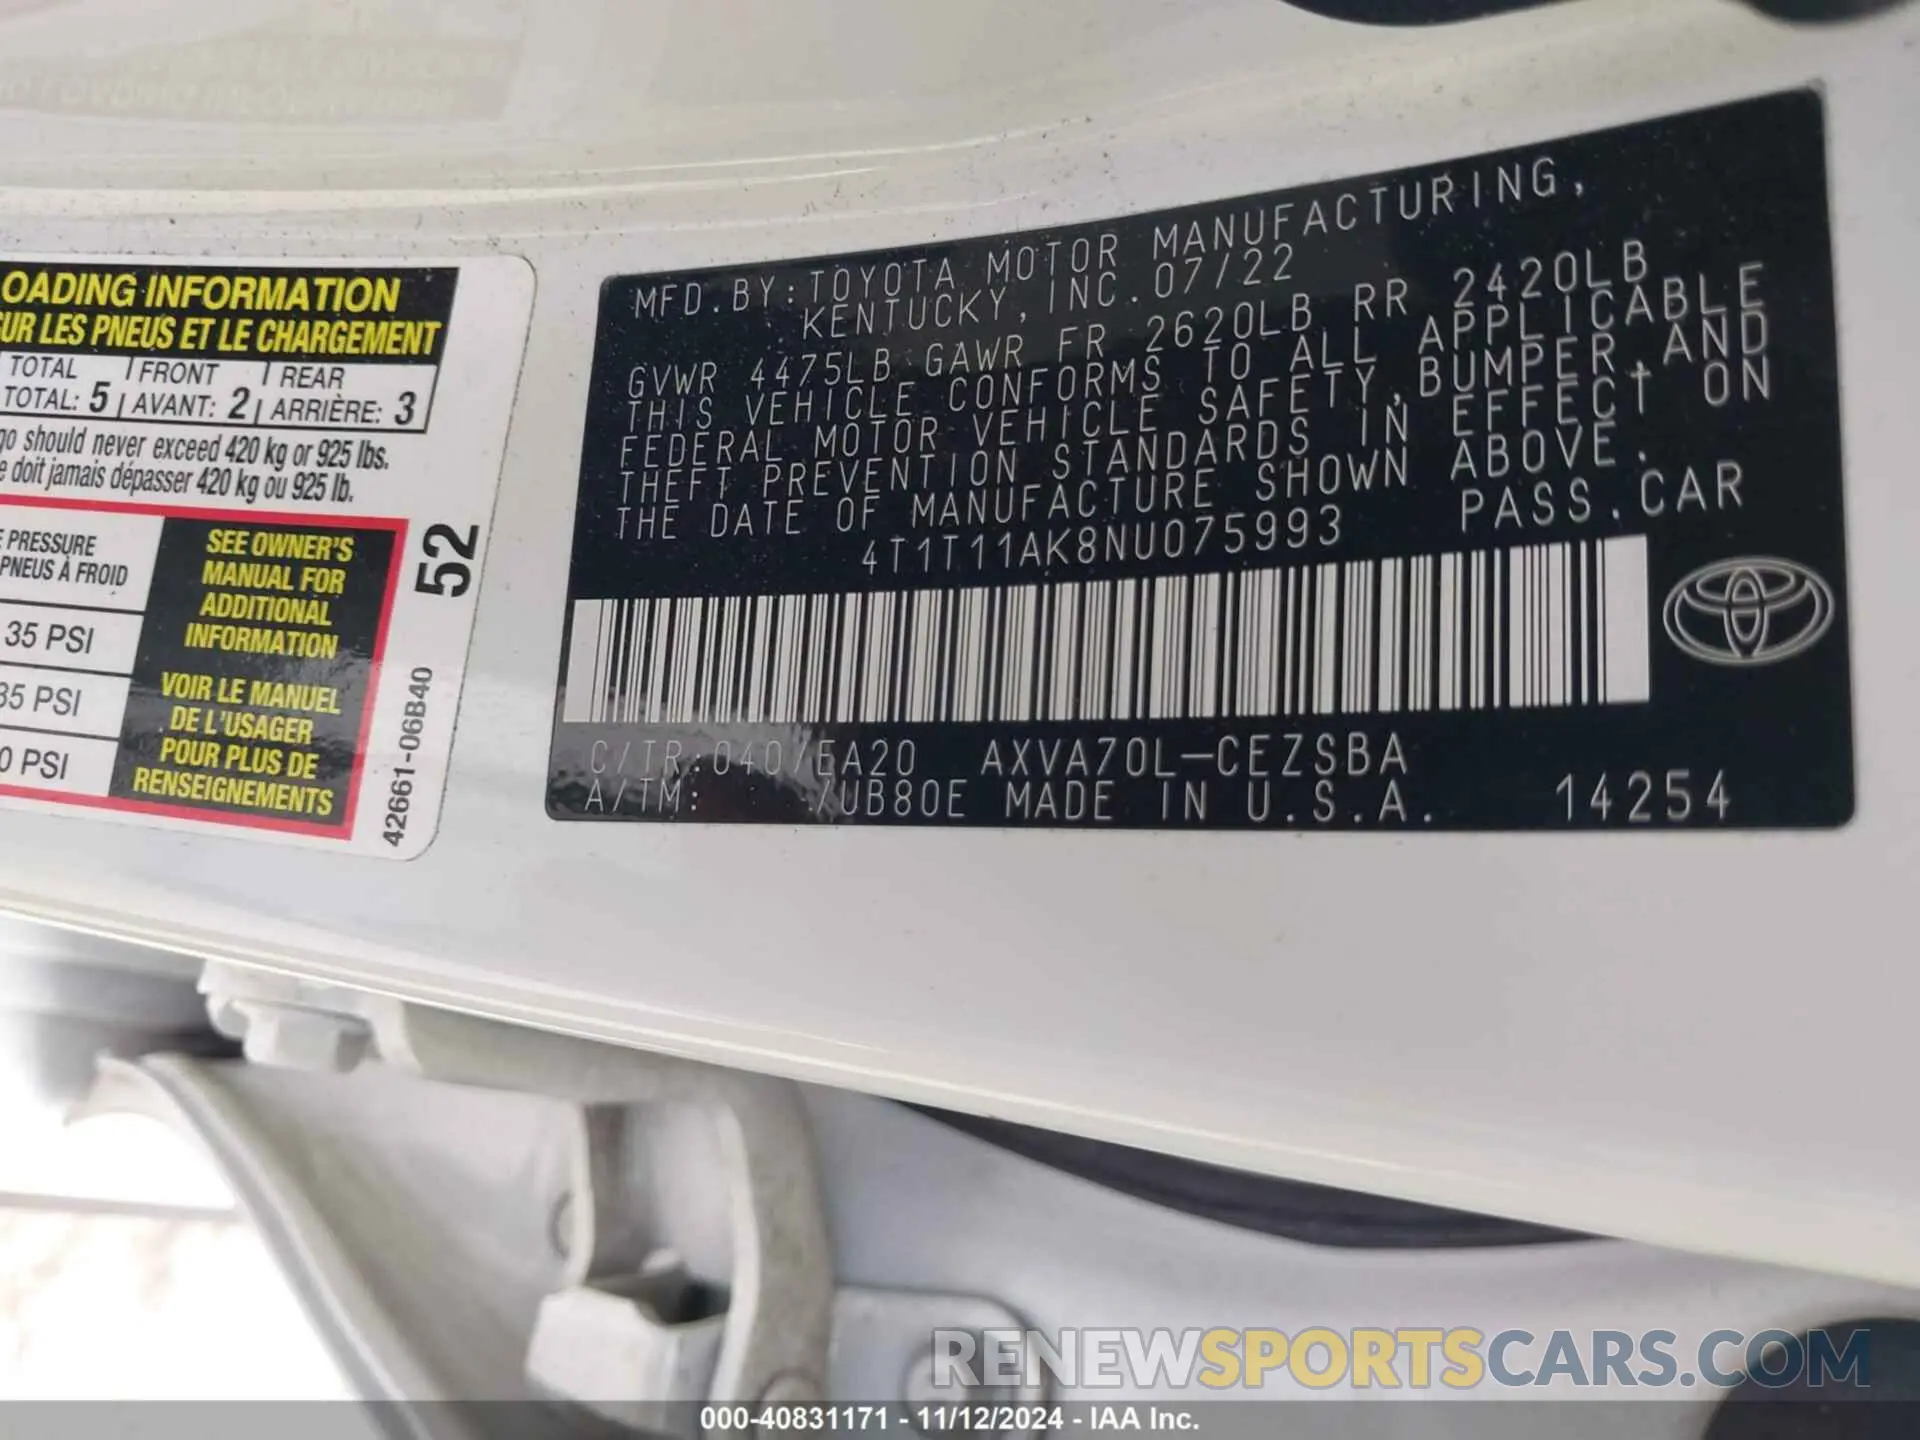 OADING INFORMATION
SUR LES PNEUS ET LE CHARGEMENT
TOTAL FRONT REAR
TOTAL: 5 AVANT: 2 ARRIÈRE: 3
go should never exceed 420 kg or 925 lbs.
e doit jamais dépasser 420 kg ou 925 lb.
E PRESSURE
PNEUS À FROID
35 PSI
35 PSI
0 PSI
SEE OWNER'S
MANUAL FOR
ADDITIONAL
INFORMATION
VOIR LE MANUEL
DE L'USAGER
POUR PLUS DE
RENSEIGNEMENTS
52
42661-06B40
MFD.BY:TOYOTA MOTOR MANUFACTURING,
KENTUCKY, INC.07/22
GVWR 4475LB GAWR FR 2620LB RR 2420LB
THIS VEHICLE CONFORMS TO ALL APPLICABLE
FEDERAL MOTOR VEHICLE SAFETY,BUMPER,AND
THEFT PREVENTION STANDARDS IN EFFECT ON
THE DATE OF MANUFACTURE SHOWN ABOVE.
4T1T11AK8NU075993 PASS.CAR
C/TR:040/EA20 AXVA70L-CEZSBA
A/TM: /UB80E MADE IN U.S.A. 14254
RENEWSPORTSCARS.COM
000-40831171 - 11/12/2024 - IAA Inc.